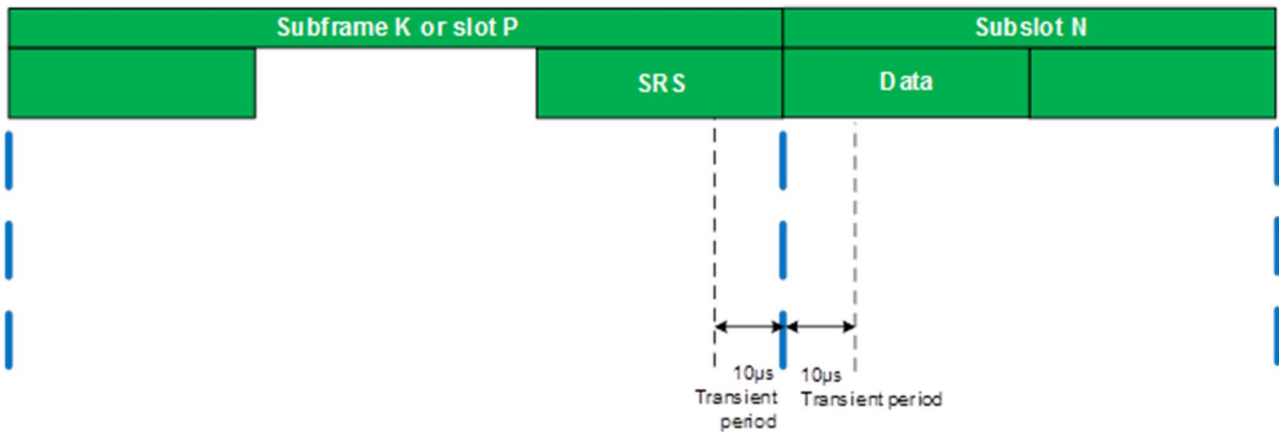 Subframe K or slot P
Subslot N
SRS
Data
10µs
Transient
period
10µs
Transient period